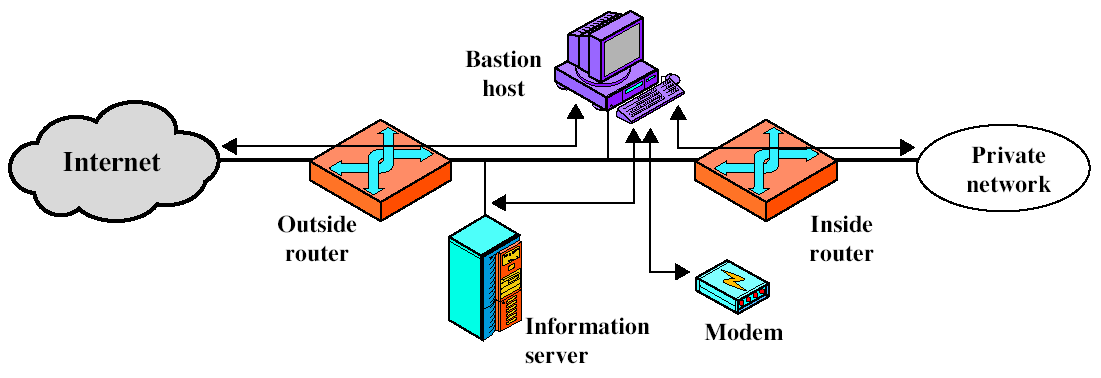 Bastion
host
Internet
Private
network
Outside
router
Inside
router
Information
server
Modem